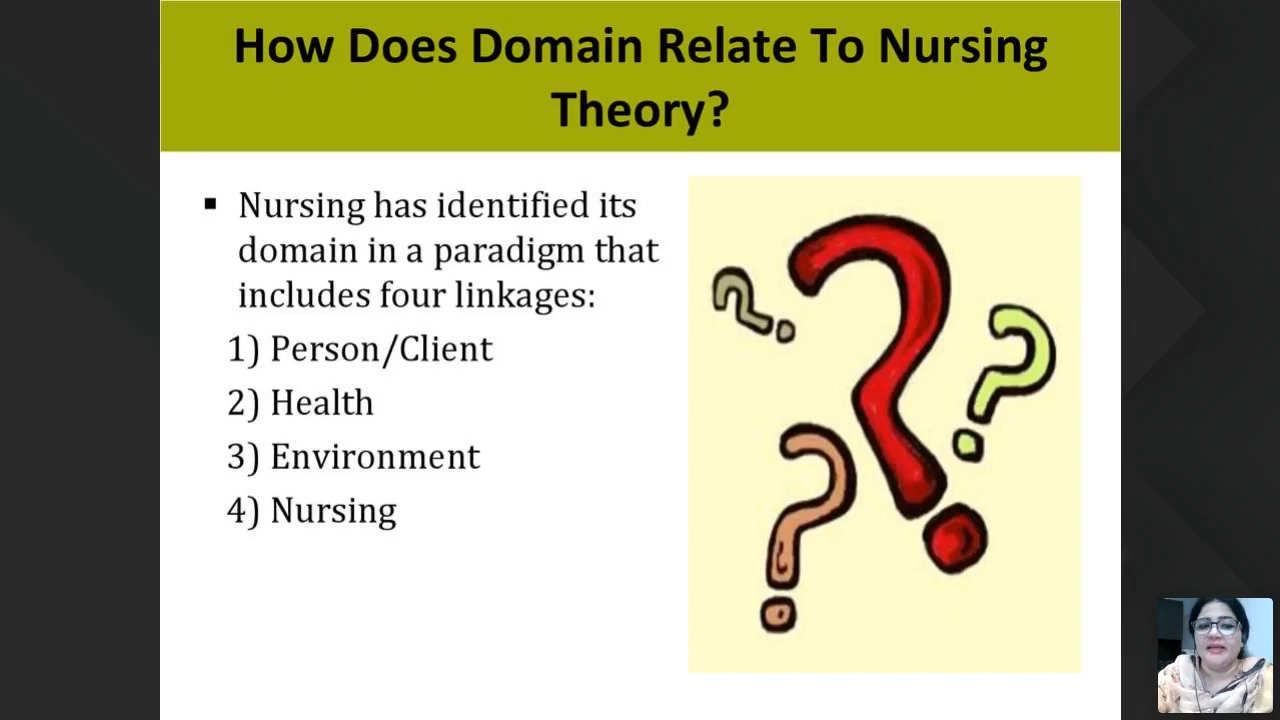 How Does Domain Relate To Nursing
Theory?
▪ Nursing has identified its
domain in a paradigm that
includes four linkages:
1) Person/Client
2) Health
3) Environment
4) Nursing